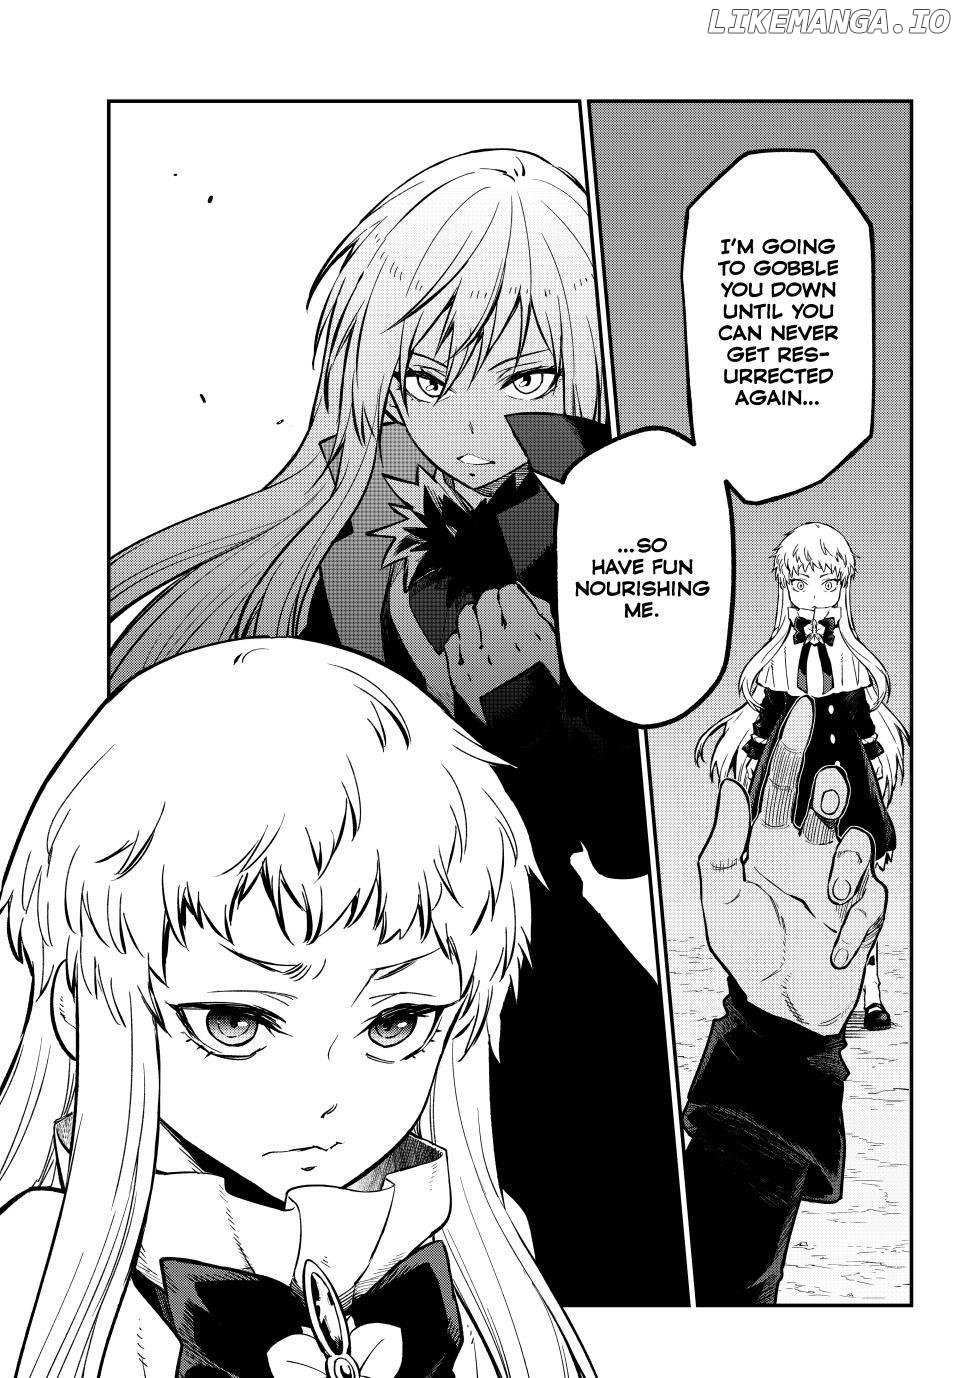 LIKEMANGA.IO
I'M GOING
TO GOBBLE
YOU DOWN
UNTIL YOU
CAN NEVER
GET RES-
URRECTED
AGAIN...
...SO
HAVE FUN
NOURISHING
ME.